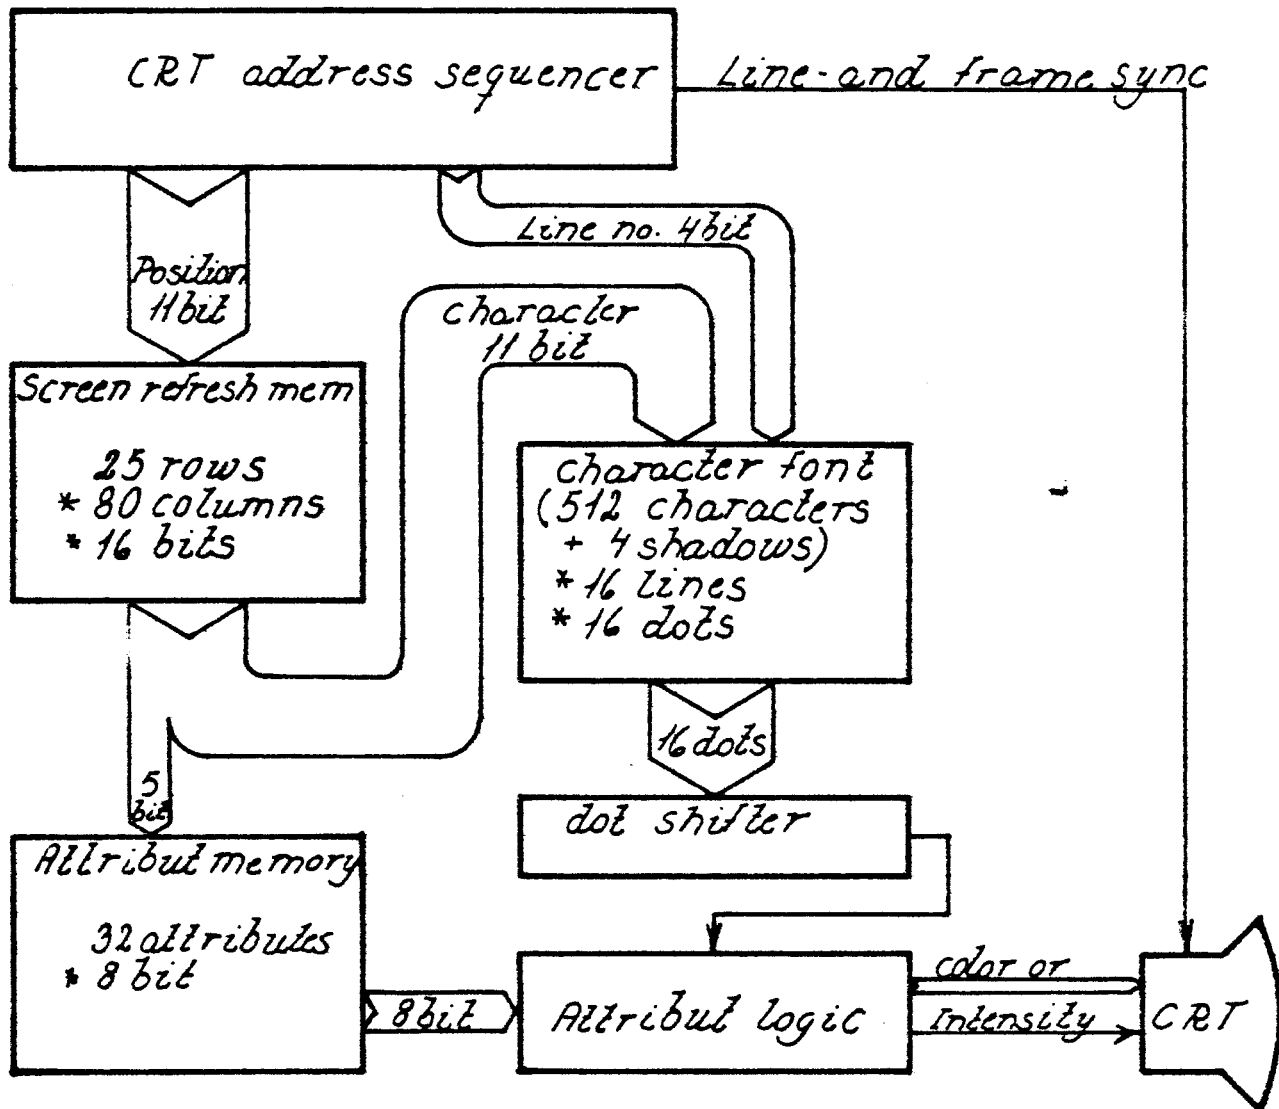 CRT address sequencer
Line-and frame sync
Line no. 4bit
Position
11bit
character
11 bit
Screen refresh mem
25 rows
* 80 columns
* 16 bits
character font
(512 characters
+ 4 shadows)
* 16 lines
* 16 dots
16 dots
5
bit
dot shifter
Attribut memory
32 attributes
* 8 bit
8bit
Attribut logic
color or
Intensity
CRT